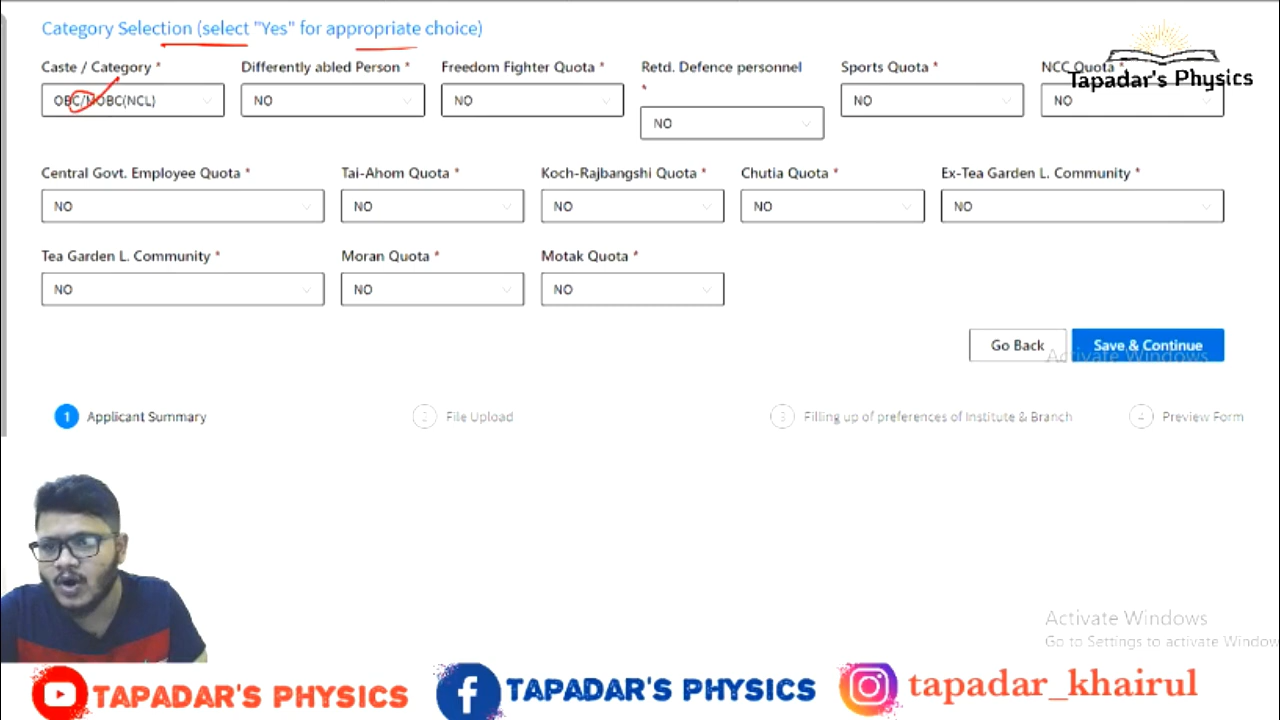 Category Selection (select "Yes" for appropriate choice)
Caste / Category * Differently abled Person * Freedom Fighter Quota * Retd. Defence personnel * Sports Quota * NCC Quota *
OBC/MOBC(NCL) NO NO NO NO NO
Tapadar's Physics
Central Govt. Employee Quota * Tai-Ahom Quota * Koch-Rajbangshi Quota * Chutia Quota * Ex-Tea Garden L. Community *
NO NO NO NO NO
Tea Garden L. Community * Moran Quota * Motak Quota *
NO NO NO
Go Back Save & Continue
Activate Windows
1 Applicant Summary 2 File Upload 3 Filling up of preferences of Institute & Branch 4 Preview Form
Activate Windows
Go to Settings to activate Window
TAPADAR'S PHYSICS TAPADAR'S PHYSICS tapadar_khairul